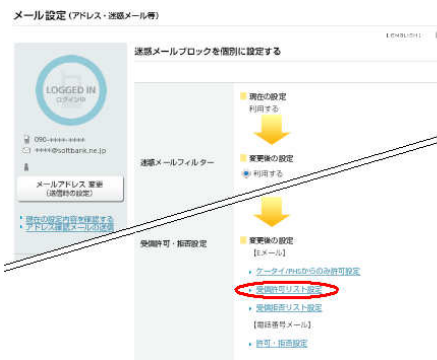 メール設定(アドレス・迷惑メール等)
[ENGLISH]
迷惑メールブロックを個別に設定する
LOGGED IN
ログイン中
090-****-****
****@softbank.ne.jp
メールアドレス 変更
(送信時の設定)
現在の設定内容を確認する
アドレス確認メールの送信
迷惑メールフィルター
現在の設定
利用する
変更後の設定
利用する
受信許可・拒否設定
変更後の設定
【Eメール】
ケータイ/PHSからのみ許可設定
受信許可リスト設定
受信拒否リスト設定
【電話番号メール】
許可・拒否設定